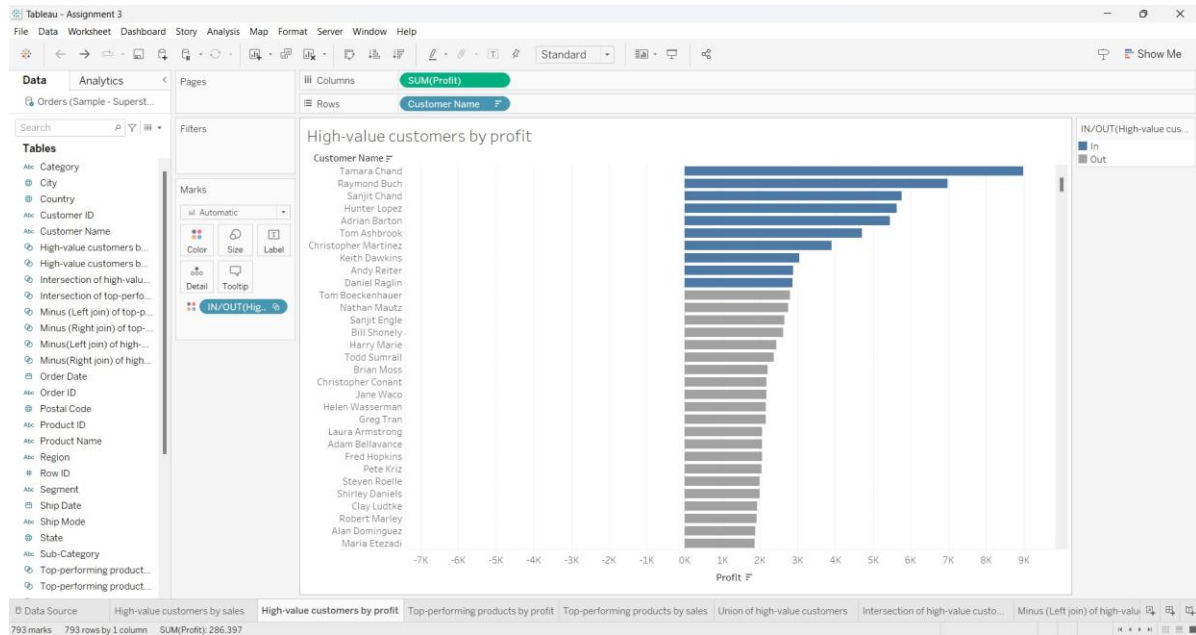 Tableau - Assignment 3
File Data Worksheet Dashboard Story Analysis Map Format Server Window Help
Standard
Show Me
Data Analytics
Orders (Sample - Superst...
Search
Tables
Abc Category
City
Country
Abc Customer ID
Abc Customer Name
High-value customers b...
High-value customers b...
Intersection of high-valu...
Intersection of top-perfo...
Minus (Left join) of top-p...
Minus (Right join) of top-...
Minus(Left join) of high-...
Minus(Right join) of high...
Order Date
Abc Order ID
Postal Code
Abc Product ID
Abc Product Name
Abc Region
# Row ID
Abc Segment
Ship Date
Abc Ship Mode
State
Abc Sub-Category
Top-performing product...
Top-performing product...
Pages
Filters
Marks
Automatic
Color Size Label
Detail Tooltip
IN/OUT(Hig..
Columns SUM(Profit)
Rows Customer Name
High-value customers by profit
Customer Name
Tamara Chand
Raymond Buch
Sanjit Chand
Hunter Lopez
Adrian Barton
Tom Ashbrook
Christopher Martinez
Keith Dawkins
Andy Reiter
Daniel Raglin
Tom Boeckenhauer
Nathan Mautz
Sanjit Engle
Bill Shonely
Harry Marie
Todd Sumrall
Brian Moss
Christopher Conant
Jane Waco
Helen Wasserman
Greg Tran
Laura Armstrong
Adam Bellavance
Fred Hopkins
Pete Kriz
Steven Roelle
Shirley Daniels
Clay Ludtke
Robert Marley
Alan Dominguez
Maria Etezadi
-7K -6K -5K -4K -3K -2K -1K 0K 1K 2K 3K 4K 5K 6K 7K 8K 9K
Profit
IN/OUT(High-value cus...
In
Out
Data Source High-value customers by sales High-value customers by profit Top-performing products by profit Top-performing products by sales Union of high-value customers Intersection of high-value custo... Minus (Left join) of high-valu
793 marks 793 rows by 1 column SUM(Profit): 286,397